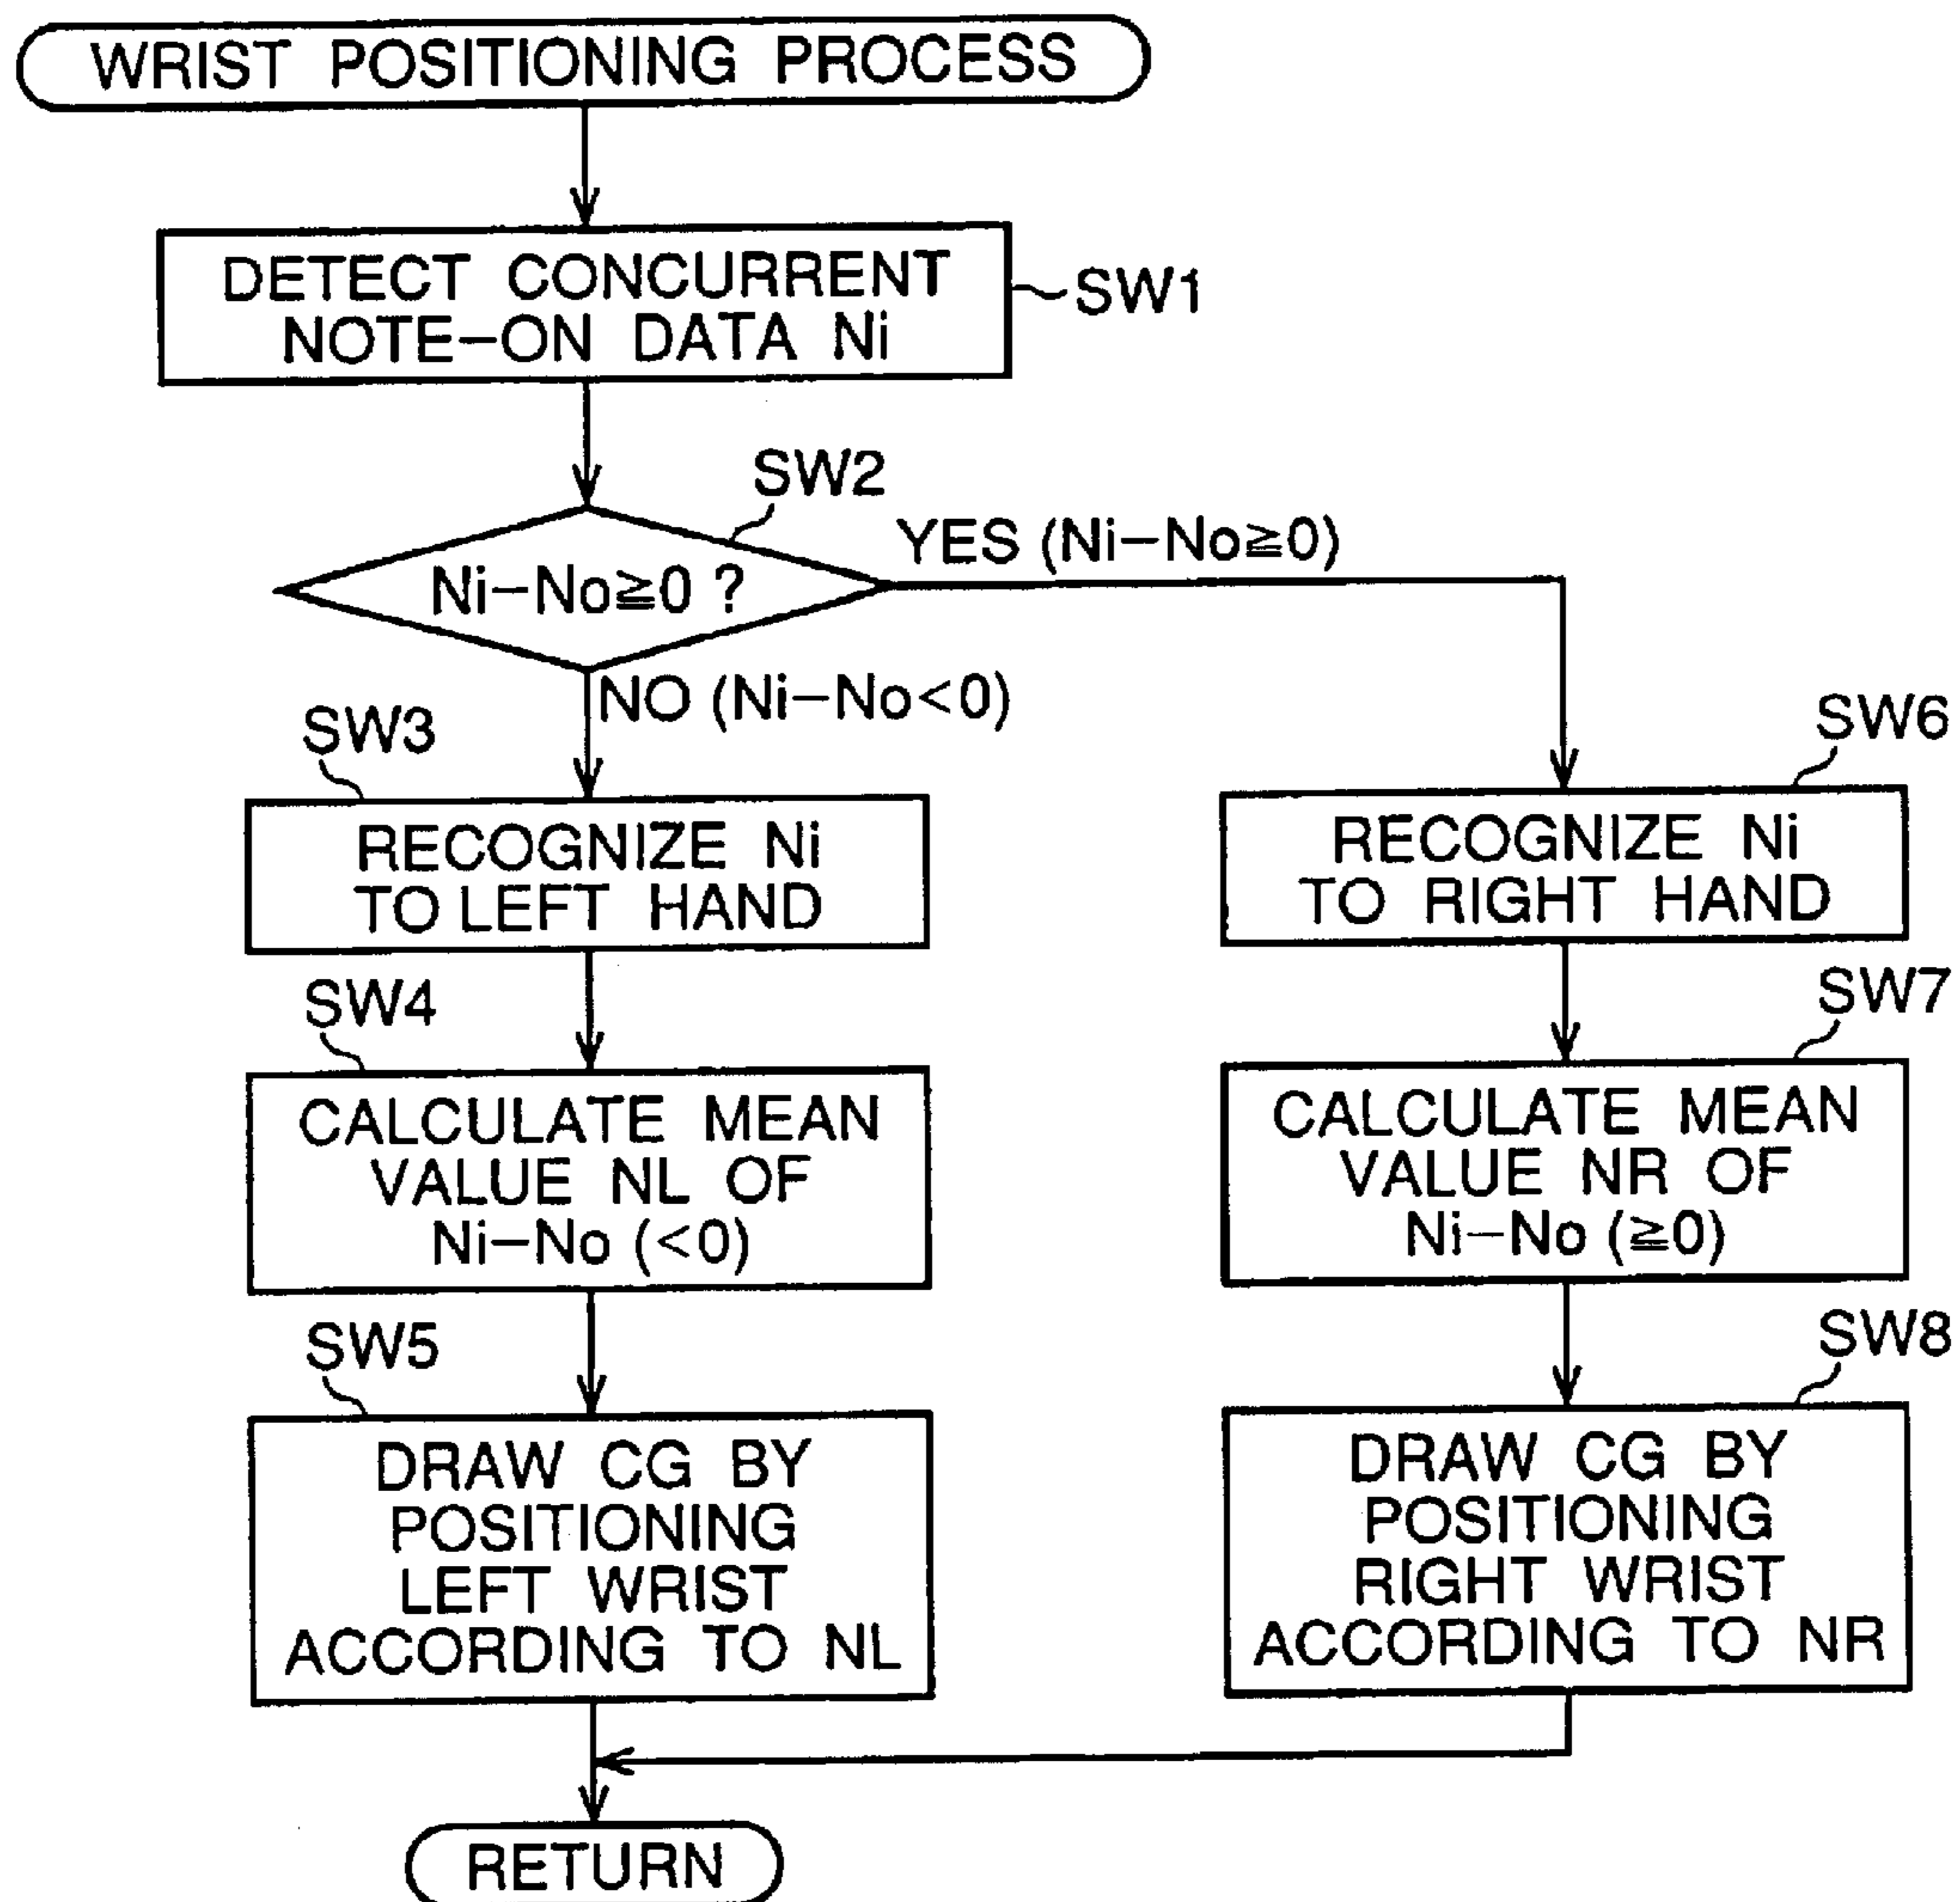 WRIST POSITIONING PROCESS
DETECT CONCURRENT
NOTE-ON DATA Ni
SW1
SW2
Ni-No≧0 ?
YES (Ni-No≧0)
NO (Ni-No<0)
SW3
RECOGNIZE Ni
TO LEFT HAND
SW4
CALCULATE MEAN
VALUE NL OF
Ni-No (<0)
SW5
DRAW CG BY
POSITIONING
LEFT WRIST
ACCORDING TO NL
SW6
RECOGNIZE Ni
TO RIGHT HAND
SW7
CALCULATE MEAN
VALUE NR OF
Ni-No (≧0)
SW8
DRAW CG BY
POSITIONING
RIGHT WRIST
ACCORDING TO NR
RETURN